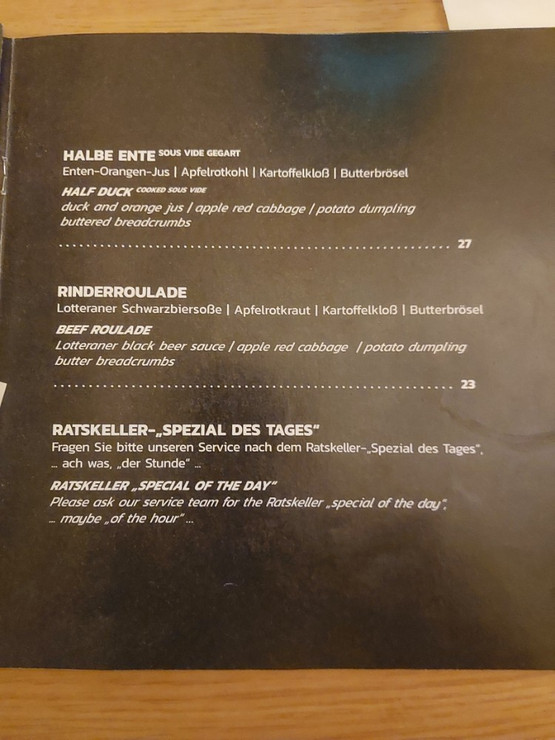 HALBE ENTE SOUS VIDE GEGART
Enten-Orangen-Jus | Apfelrotkohl | Kartoffelkloß | Butterbrösel
HALF DUCK COOKED SOUS VIDE
duck and orange jus / apple red cabbage / potato dumpling
buttered breadcrumbs
........................................................ 27
RINDERROULADE
Lotteraner Schwarzbiersoße | Apfelrotkraut | Kartoffelkloß | Butterbrösel
BEEF ROULADE
Lotteraner black beer sauce / apple red cabbage / potato dumpling
butter breadcrumbs
........................................................ 23
RATSKELLER-„SPEZIAL DES TAGES“
Fragen Sie bitte unseren Service nach dem Ratskeller-„Spezial des Tages“,
... ach was, „der Stunde“ ...
RATSKELLER „SPECIAL OF THE DAY“
Please ask our service team for the Ratskeller „special of the day“,
... maybe „of the hour“ ...